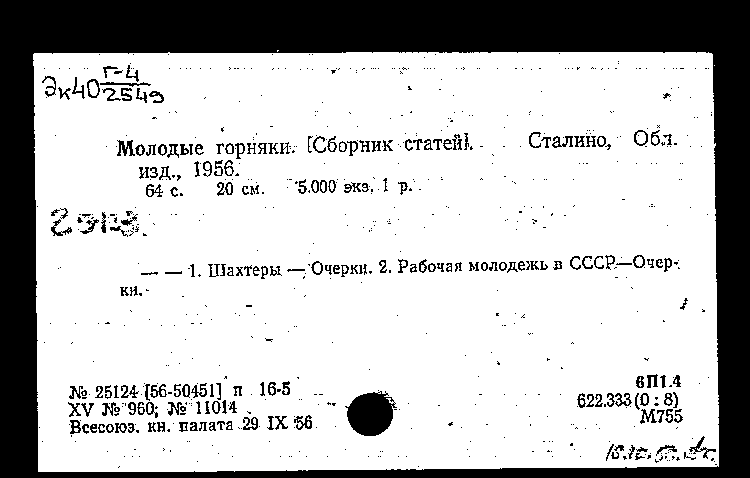 Эк40 Г-4/2549
Молодые горняки. [Сборник статей]. Сталино, Обл.
изд., 1956.
64 с. 20 см. 5.000 экз. 1 р.
2 экз.
— — 1. Шахтеры — Очерки. 2. Рабочая молодежь в СССР—Очер-
ки.
№ 25124 [56-50451] п 16-5
6П1.4
XV № 960; № 11014
622.333(0:8)
Всесоюз. кн. палата 29 IX 56
М755